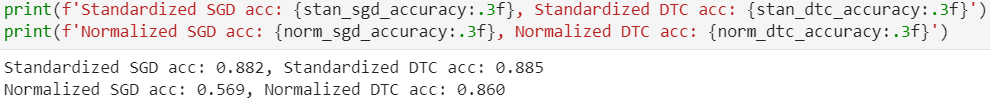 print(f'Standardized SGD acc: {stan_sgd_accuracy:.3f}, Standardized DTC acc: {stan_dtc_accuracy:.3f}')
print(f'Normalized SGD acc: {norm_sgd_accuracy:.3f}, Normalized DTC acc: {norm_dtc_accuracy:.3f}')
Standardized SGD acc: 0.882, Standardized DTC acc: 0.885
Normalized SGD acc: 0.569, Normalized DTC acc: 0.860